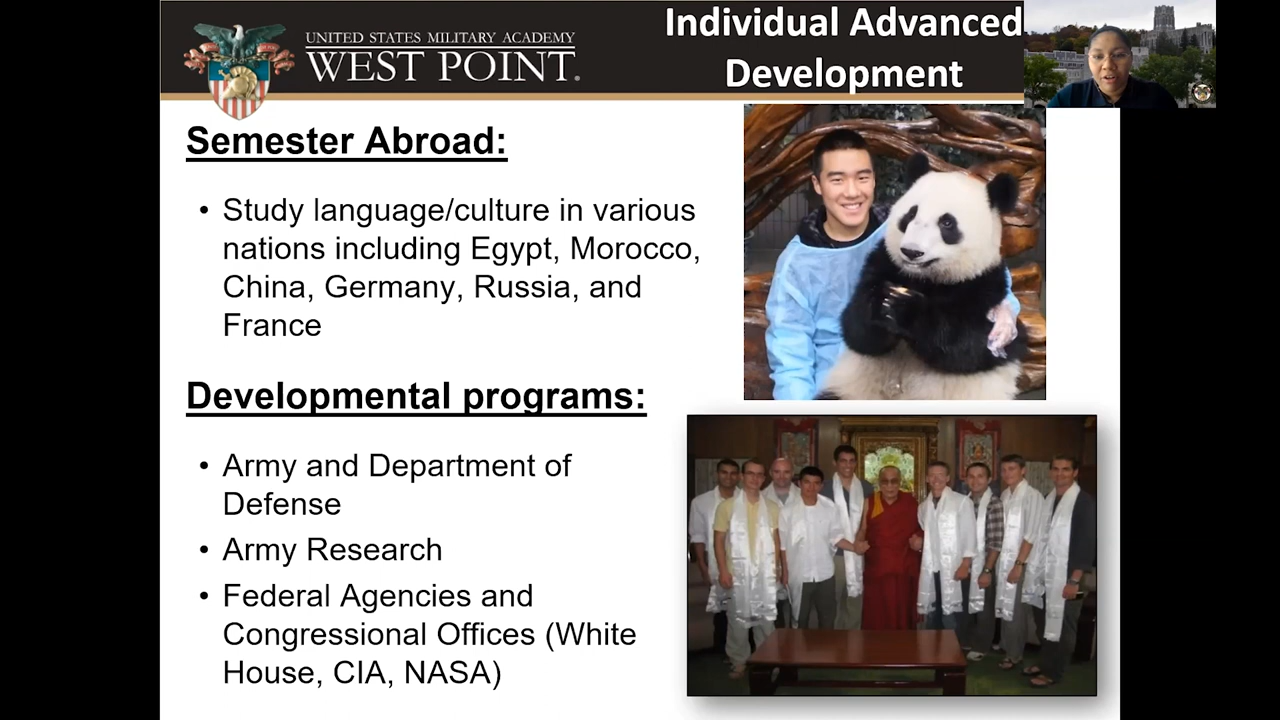 UNITED STATES MILITARY ACADEMY
WEST POINT.
Individual Advanced
Development
Semester Abroad:
• Study language/culture in various
nations including Egypt, Morocco,
China, Germany, Russia, and
France
Developmental programs:
• Army and Department of
Defense
• Army Research
• Federal Agencies and
Congressional Offices (White
House, CIA, NASA)